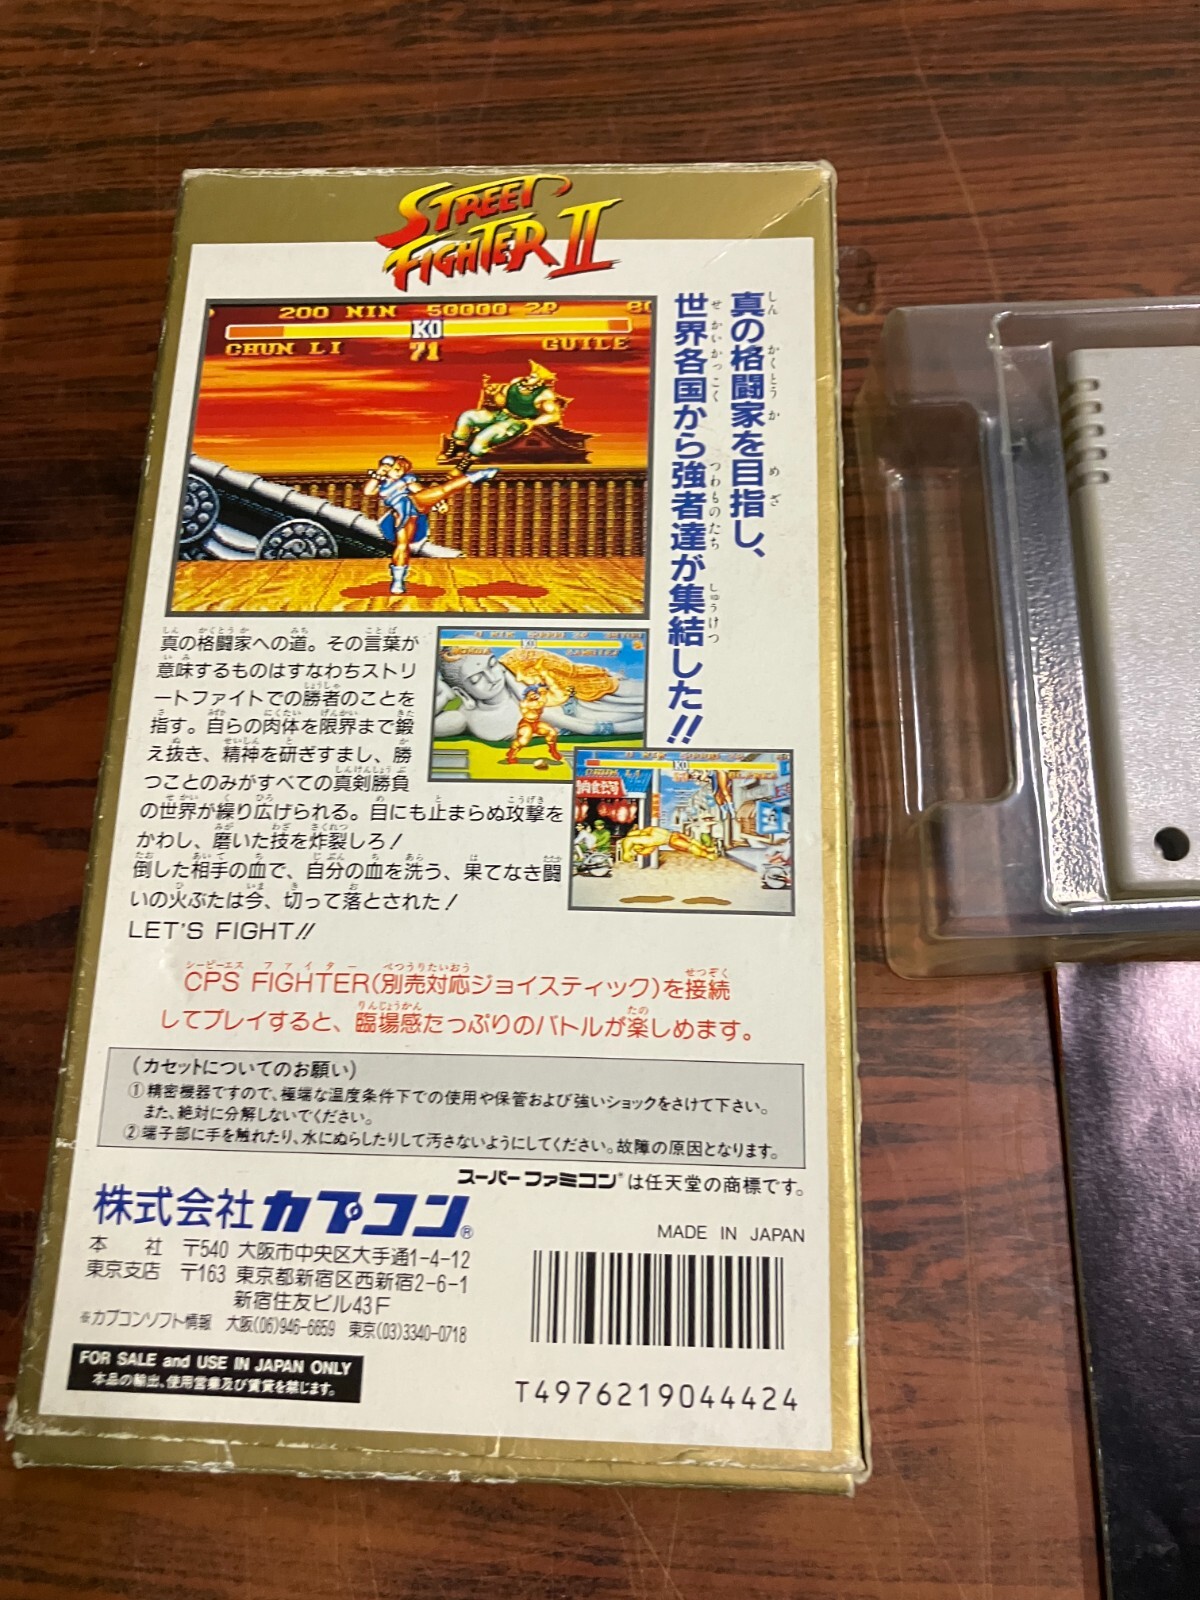 STREET
FIGHTER II
真の格闘家を目指し、
世界各国から強者達が集結した!!
200 NIN 50000 2P
KO
CHUN LI 71 GUILE
真の格闘家への道。その言葉が
意味するものはすなわちストリ
ートファイトでの勝者のことを
指す。自らの肉体を限界まで鍛
え抜き、精神を研ぎすまし、勝
つことのみがすべての真剣勝負
の世界が繰り広げられる。目にも止まらぬ攻撃を
かわし、磨いた技を炸裂しろ!
倒した相手の血で、自分の血を洗う、果てなき闘
いの火ぶたは今、切って落とされた!
LET'S FIGHT!!
CPS FIGHTER(別売対応ジョイスティック)を接続
してプレイすると、臨場感たっぷりのバトルが楽しめます。
(カセットについてのお願い)
①精密機器ですので、極端な温度条件下での使用や保管および強いショックをさけて下さい。
また、絶対に分解しないでください。
②端子部に手を触れたり、水にぬらしたりして汚さないようにしてください。故障の原因となります。
スーパーファミコン®は任天堂の商標です。
株式会社カプコン®
MADE IN JAPAN
本 社 〒540 大阪市中央区大手通1-4-12
東京支店 〒163 東京都新宿区西新宿2-6-1
新宿住友ビル43F
※カプコンソフト情報 大阪(06)946-6659 東京(03)3340-0718
FOR SALE and USE IN JAPAN ONLY
本品の輸出、使用営業及び賃貸を禁じます。
T4976219044424